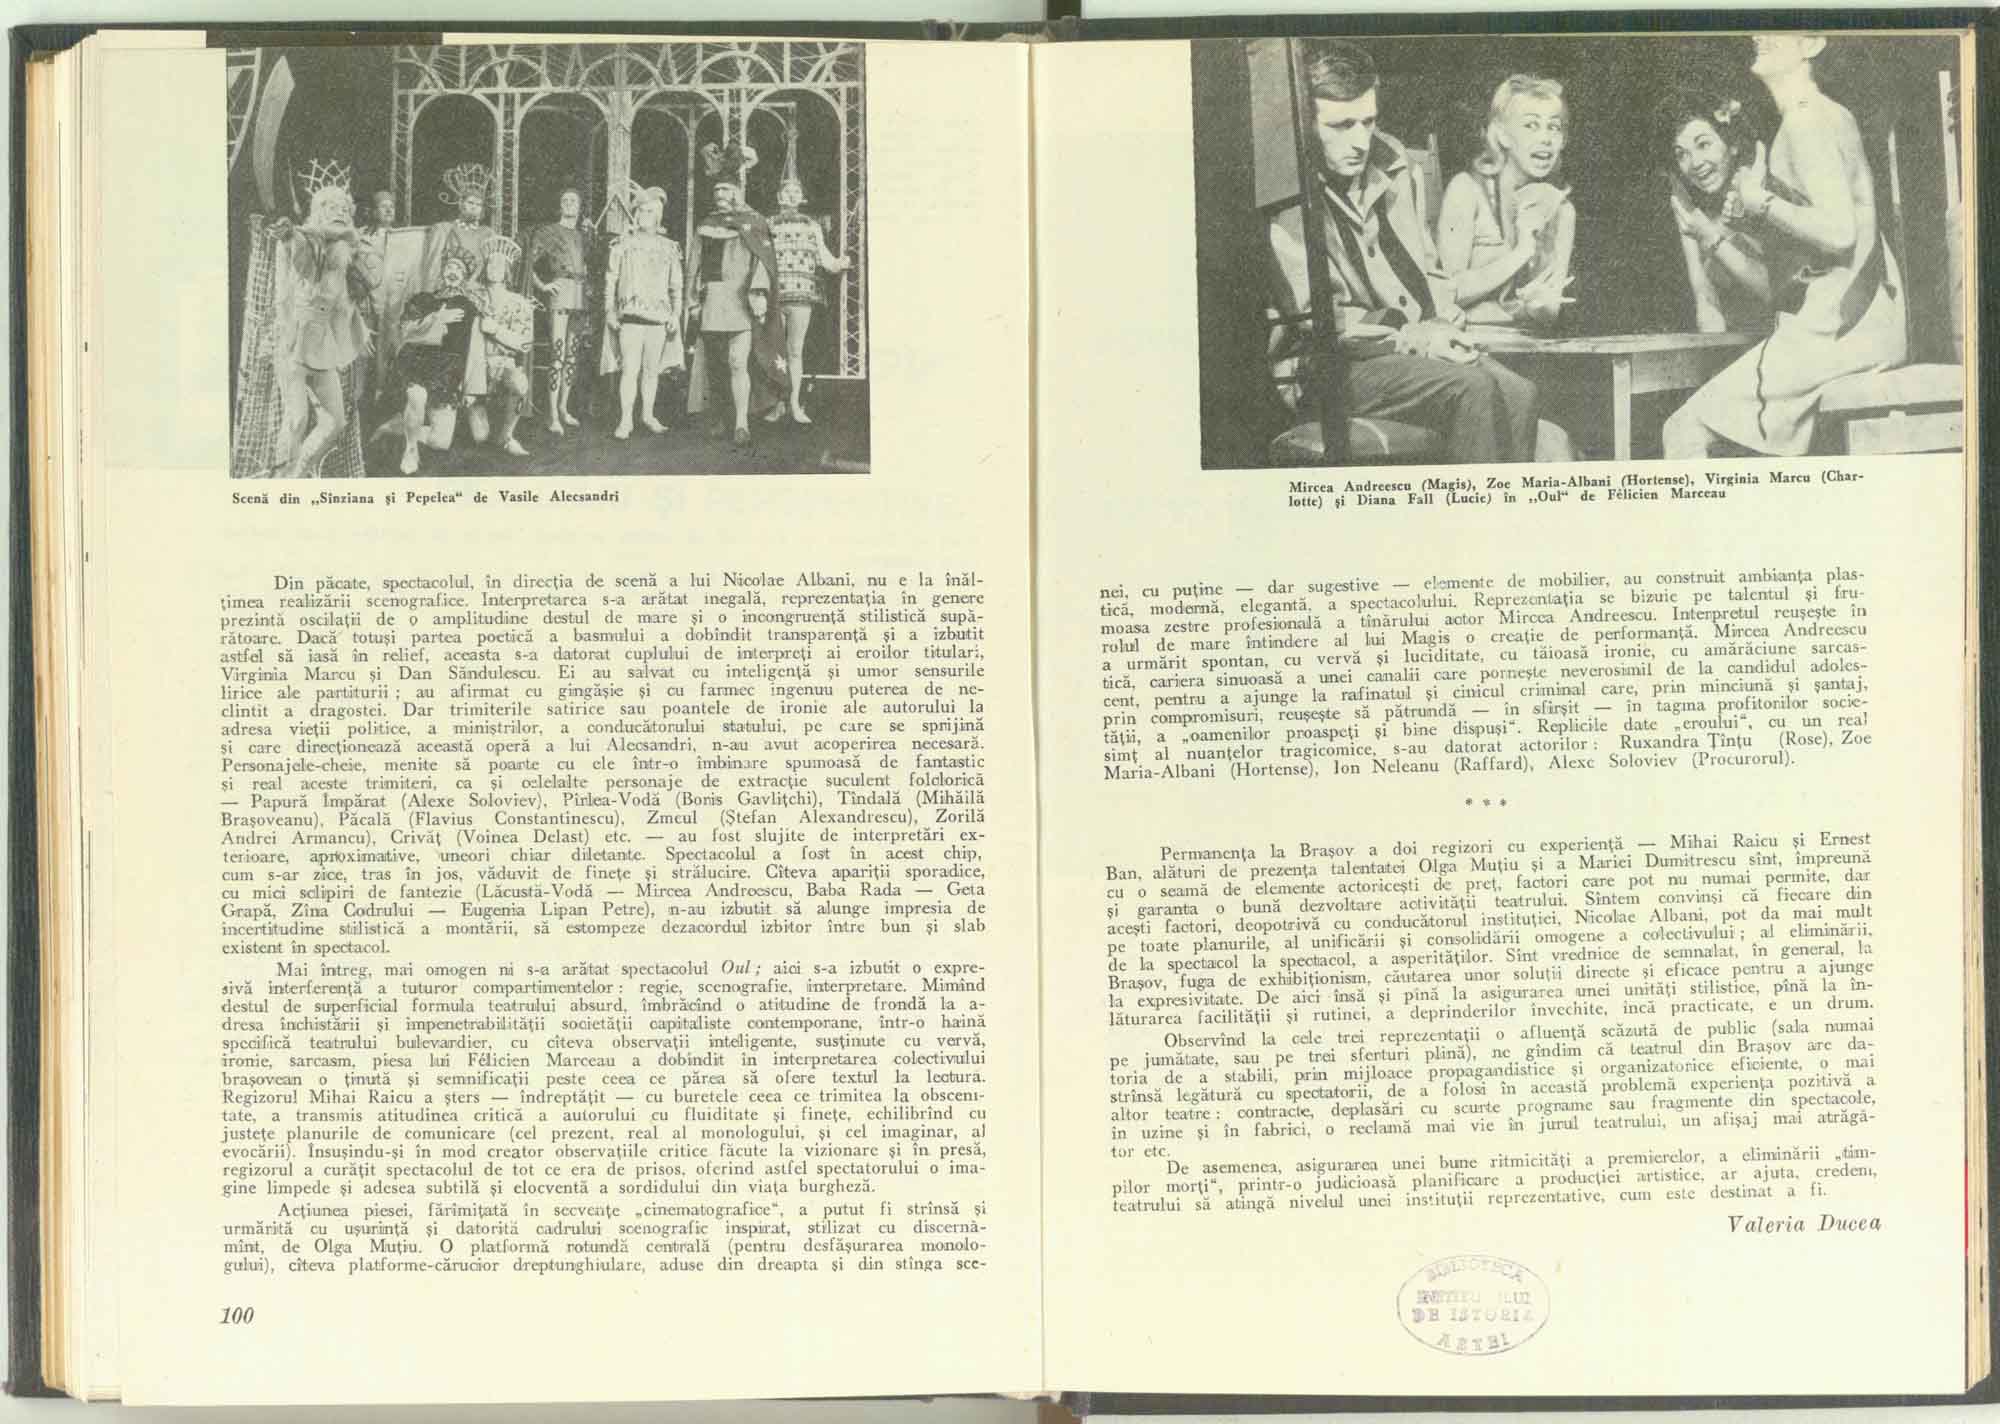 Scenă din „Sînziana și Pepelea“ de Vasile Alecsandri
Din păcate, spectacolul, în direcția de scenă a lui Nicolae Albani, nu e la înăl-
țimea realizării scenografice. Interpretarea s-a arătat inegală, reprezentația în genere
prezintă oscilații de o amplitudine destul de mare și o incongruență stilistică supă-
rătoare. Dacă totuși partea poetică a basmului a dobîndit transparență și a izbutit
astfel să iasă în relief, aceasta s-a datorat cuplului de interpreți ai eroilor titulari,
Virginia Marcu și Dan Săndulescu. Ei au salvat cu inteligență și umor sensurile
lirice ale partiturii ; au afirmat cu gingășie și cu farmec ingenuu puterea de ne-
clintit a dragostei. Dar trimiterile satirice sau poantele de ironie ale autorului la
adresa vieții politice, a miniștrilor, a conducătorului statului, pe care se sprijină
și care direcționează această operă a lui Alecsandri, n-au avut acoperirea necesară.
Personajele-cheie, menite să poarte cu ele într-o îmbinare spumoasă de fantastic
și real aceste trimiteri, ca și celelalte personaje de extracție suculent folclorică
— Papură Împărat (Alexe Soloviev), Pîrlea-Vodă (Boris Gavlițchi), Tîndală (Mihăilă
Brașoveanu), Păcală (Flavius Constantinescu), Zmeul (Ștefan Alexandrescu), Zorilă
Andrei Armancu), Crivăț (Voinea Delast) etc. — au fost slujite de interpretări ex-
terioare, aproximative, uneori chiar diletante. Spectacolul a fost în acest chip,
cum s-ar zice, tras în jos, văduvit de finețe și strălucire. Cîteva apariții sporadice,
cu mici sclipiri de fantezie (Lăcustă-Vodă — Mircea Andreescu, Baba Rada — Geta
Grapă, Zîna Codrului — Eugenia Lipan Petre), n-au izbutit să alunge impresia de
incertitudine stilistică a montării, să estompeze dezacordul izbitor între bun și slab
existent în spectacol.
Mai întreg, mai omogen ni s-a arătat spectacolul Oul ; aici s-a izbutit o expre-
sivă interferență a tuturor compartimentelor : regie, scenografie, interpretare. Mimînd
destul de superficial formula teatrului absurd, îmbrăcînd o atitudine de frondă la a-
dresa închistării și impenetrabilității societății capitaliste contemporane, într-o haină
specifică teatrului bulevardier, cu cîteva observații inteligente, susținute cu vervă,
ironie, sarcasm, piesa lui Félicien Marceau a dobîndit în interpretarea colectivului
brașovean o ținută și semnificații peste ceea ce părea să ofere textul la lectură.
Regizorul Mihai Raicu a șters — îndreptățit — cu buretele ceea ce trimitea la obsceni-
tate, a transmis atitudinea critică a autorului cu fluiditate și finețe, echilibrînd cu
justețe planurile de comunicare (cel prezent, real al monologului, și cel imaginar, al
evocării). Însușindu-și în mod creator observațiile critice făcute la vizionare și în presă,
regizorul a curățit spectacolul de tot ce era de prisos, oferind astfel spectatorului o ima-
gine limpede și adesea subtilă și elocventă a sordidului din viața burgheză.
Acțiunea piesei, fărîmițată în secvențe „cinematografice“, a putut fi strînsă și
urmărită cu ușurință și datorită cadrului scenografic inspirat, stilizat cu discernă-
mînt, de Olga Muțiu. O platformă rotundă centrală (pentru desfășurarea monolo-
gului), cîteva platforme-cărucior dreptunghiulare, aduse din dreapta și din stînga sce-
100
Mircea Andreescu (Magis), Zoe Maria-Albani (Hortense), Virginia Marcu (Char-
lotte) și Diana Fall (Lucie) în „Oul“ de Félicien Marceau
nei, cu puține — dar sugestive — elemente de mobilier, au construit ambianța plas-
tică, modernă, elegantă, a spectacolului. Reprezentația se bizuie pe talentul și fru-
moasa zestre profesională a tînărului actor Mircea Andreescu. Interpretul reușește în
rolul de mare întindere al lui Magis o creație de performanță. Mircea Andreescu
a urmărit spontan, cu vervă și luciditate, cu tăioasă ironie, cu amărăciune sarcas-
tică, cariera sinuoasă a unei canalii care pornește neverosimil de la candidul adoles-
cent, pentru a ajunge la rafinatul și cinicul criminal care, prin minciună și șantaj,
prin compromisuri, reușește să pătrundă — în sfîrșit — în tagma profitorilor socie-
tății, a „oamenilor proaspeți și bine dispuși“. Replicile date „eroului“, cu un real
simț al nuanțelor tragicomice, s-au datorat actorilor : Ruxandra Țînțu (Rose), Zoe
Maria-Albani (Hortense), Ion Neleanu (Raffard), Alexe Soloviev (Procurorul).
* * *
Permanența la Brașov a doi regizori cu experiență — Mihai Raicu și Ernest
Ban, alături de prezența talentatei Olga Muțiu și a Mariei Dumitrescu sînt, împreună
cu o seamă de elemente actoricești de preț, factori care pot nu numai permite, dar
și garanta o bună dezvoltare activității teatrului. Sîntem convinși că fiecare din
acești factori, deopotrivă cu conducătorul instituției, Nicolae Albani, pot da mai mult
pe toate planurile, al unificării și consolidării omogene a colectivului ; al eliminării,
de la spectacol la spectacol, a asperităților. Sînt vrednice de semnalat, în general, la
Brașov, fuga de exhibiționism, căutarea unor soluții directe și eficace pentru a ajunge
la expresivitate. De aici însă și pînă la asigurarea unei unități stilistice, pînă la în-
lăturarea facilității și rutinei, a deprinderilor învechite, încă practicate, e un drum.
Observînd la cele trei reprezentații o afluență scăzută de public (sala numai
pe jumătate, sau pe trei sferturi plină), ne gîndim că teatrul din Brașov are da-
toria de a stabili, prin mijloace propagandistice și organizatorice eficiente, o mai
strînsă legătură cu spectatorii, de a folosi în această problemă experiența pozitivă a
altor teatre : contracte, deplasări cu scurte programe sau fragmente din spectacole,
în uzine și în fabrici, o reclamă mai vie în jurul teatrului, un afișaj mai atrăgă-
tor etc.
De asemenea, asigurarea unei bune ritmicități a premierelor, a eliminării „tim-
pilor morți“, printr-o judicioasă planificare a producției artistice, ar ajuta, credem,
teatrului să atingă nivelul unei instituții reprezentative, cum este destinat a fi.
Valeria Ducea
BIBLIOTECA
INSTITUTULUI
DE ISTORIA
ARTEI